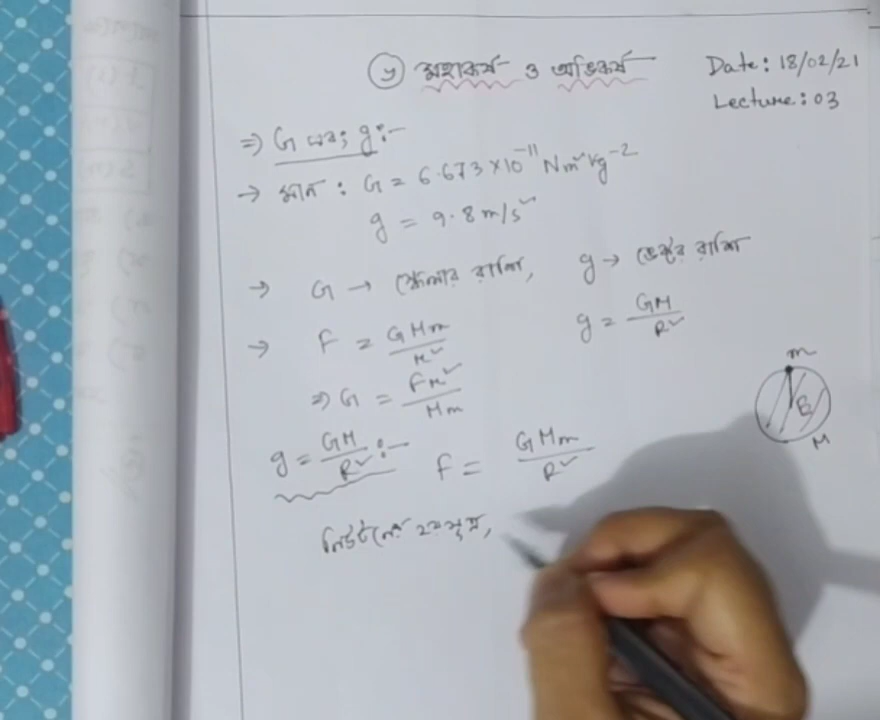 ৬ মহাকর্ষ ও অভিকর্ষ
Date: 18/02/21
Lecture: 03
⇒ G এবং g:-
→ মান : G = 6.673 × 10⁻¹¹ Nm²kg⁻²
g = 9.8 m/s²
→ G → স্কেলার রাশি, g → ভেক্টর রাশি
→ F = GMm/r² g = GM/R²
⇒ G = Fr²/Mm
m
R
M
g = GM/R² :- F = GMm/R²
নিউটনের ২য় সূত্র,